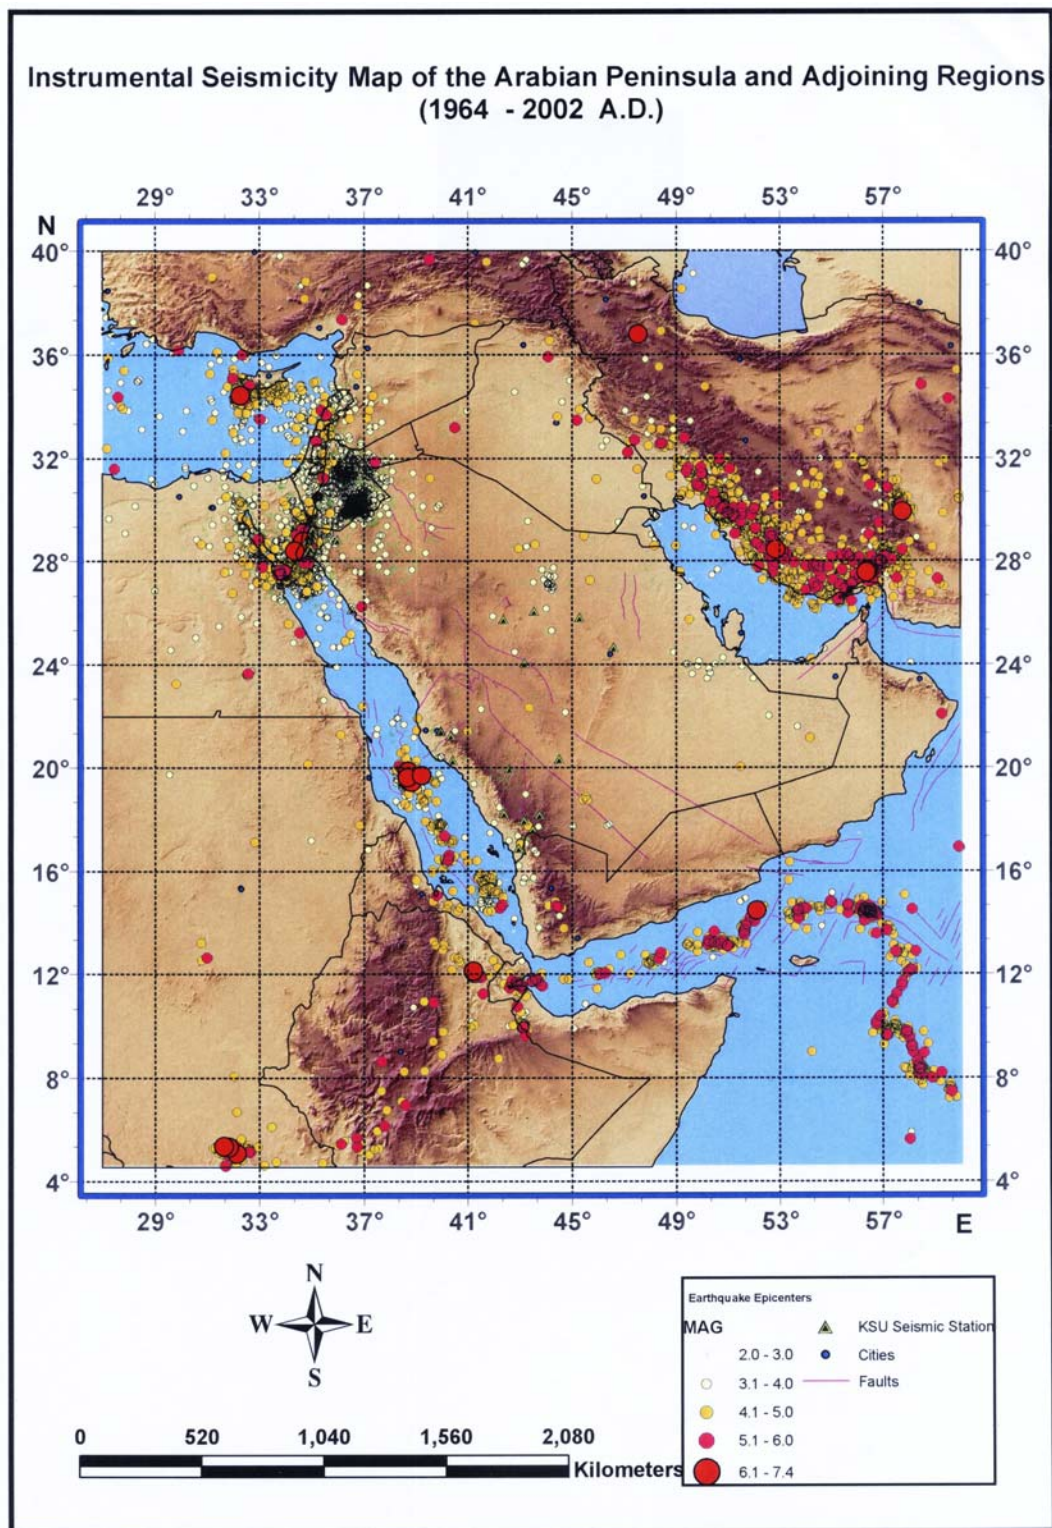 Instrumental Seismicity Map of the Arabian Peninsula and Adjoining Regions
(1964 - 2002 A.D.)
29° 33° 37° 41° 45° 49° 53° 57°
N
40° 40°
36° 36°
32° 32°
28° 28°
24° 24°
20° 20°
16° 16°
12° 12°
8° 8°
4° 4°
29° 33° 37° 41° 45° 49° 53° 57° E
N
W E
S
0 520 1,040 1,560 2,080
Kilometers
Earthquake Epicenters
MAG
2.0 - 3.0
3.1 - 4.0
4.1 - 5.0
5.1 - 6.0
6.1 - 7.4
KSU Seismic Station
Cities
Faults